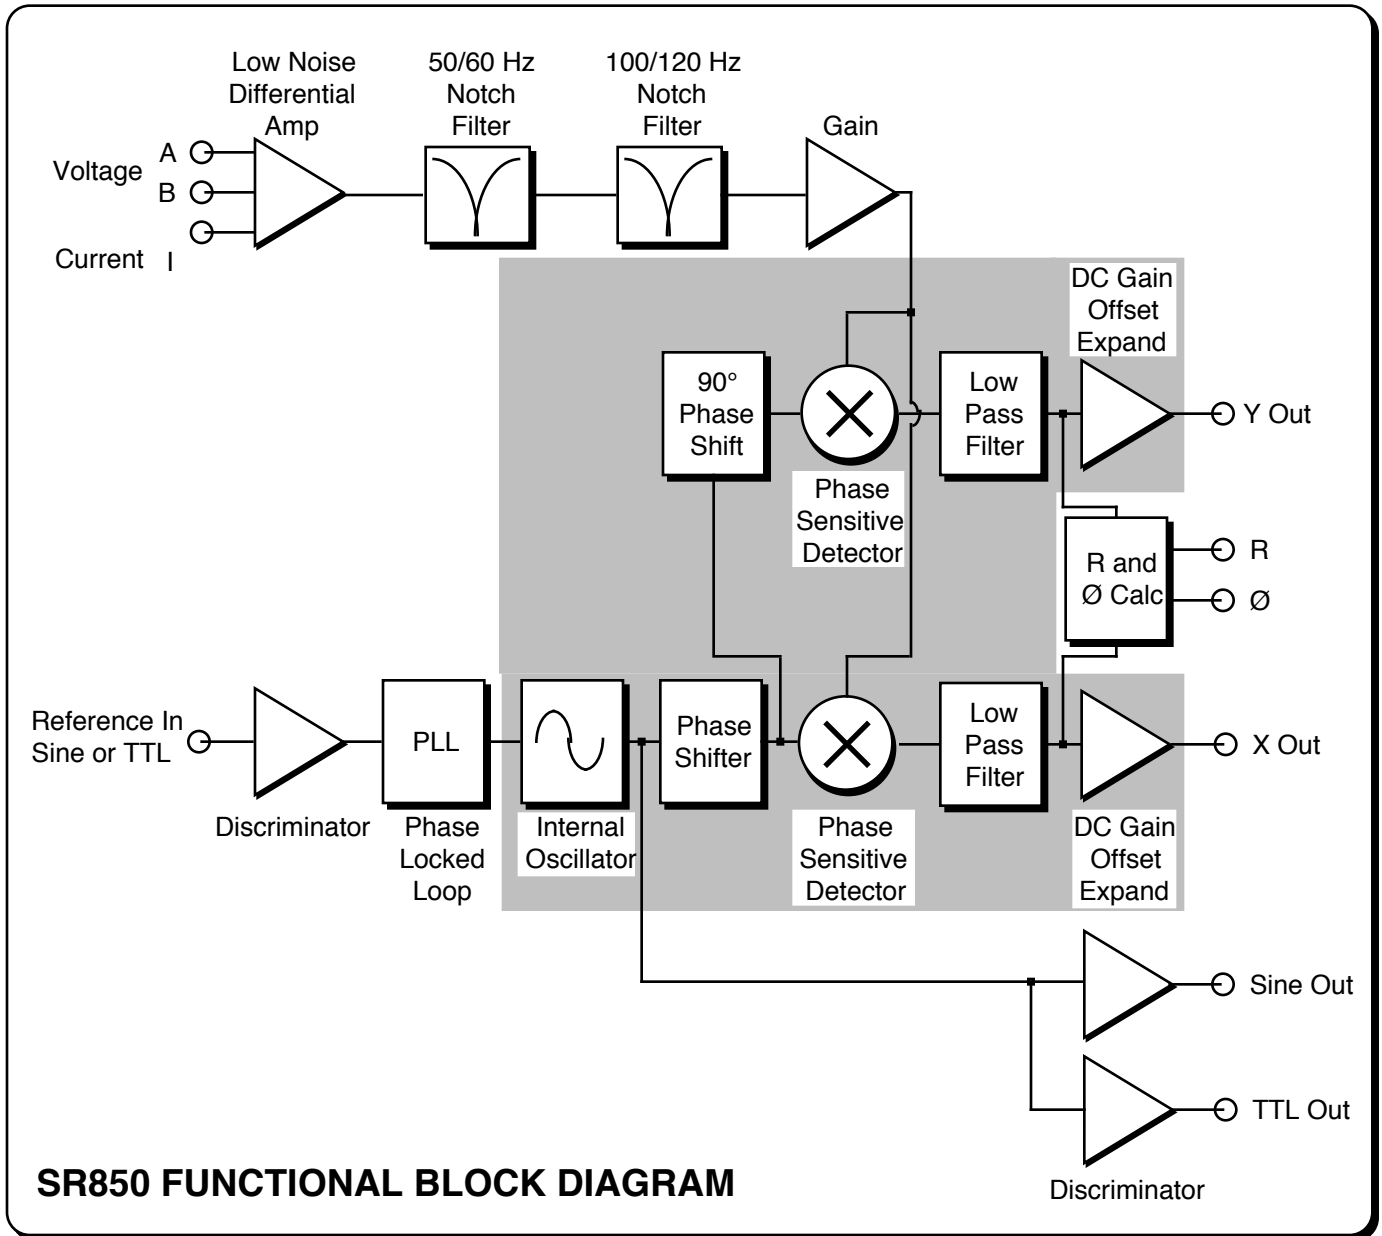 Low Noise
Differential
Amp
50/60 Hz
Notch
Filter
100/120 Hz
Notch
Filter
Gain
Voltage
A
B
Current
I
DC Gain
Offset
Expand
90°
Phase
Shift
Low
Pass
Filter
Y Out
Phase
Sensitive
Detector
R and
Ø Calc
R
Ø
Reference In
Sine or TTL
PLL
Phase
Shifter
Low
Pass
Filter
X Out
Discriminator
Phase
Locked
Loop
Internal
Oscillator
Phase
Sensitive
Detector
DC Gain
Offset
Expand
Sine Out
TTL Out
Discriminator
SR850 FUNCTIONAL BLOCK DIAGRAM